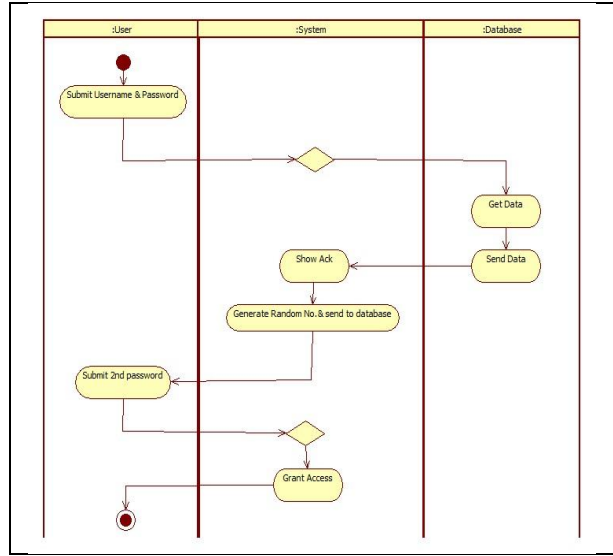 :User
:System
:Database
Submit Username & Password
Get Data
Send Data
Show Ack
Generate Random No.& send to database
Submit 2nd password
Grant Access